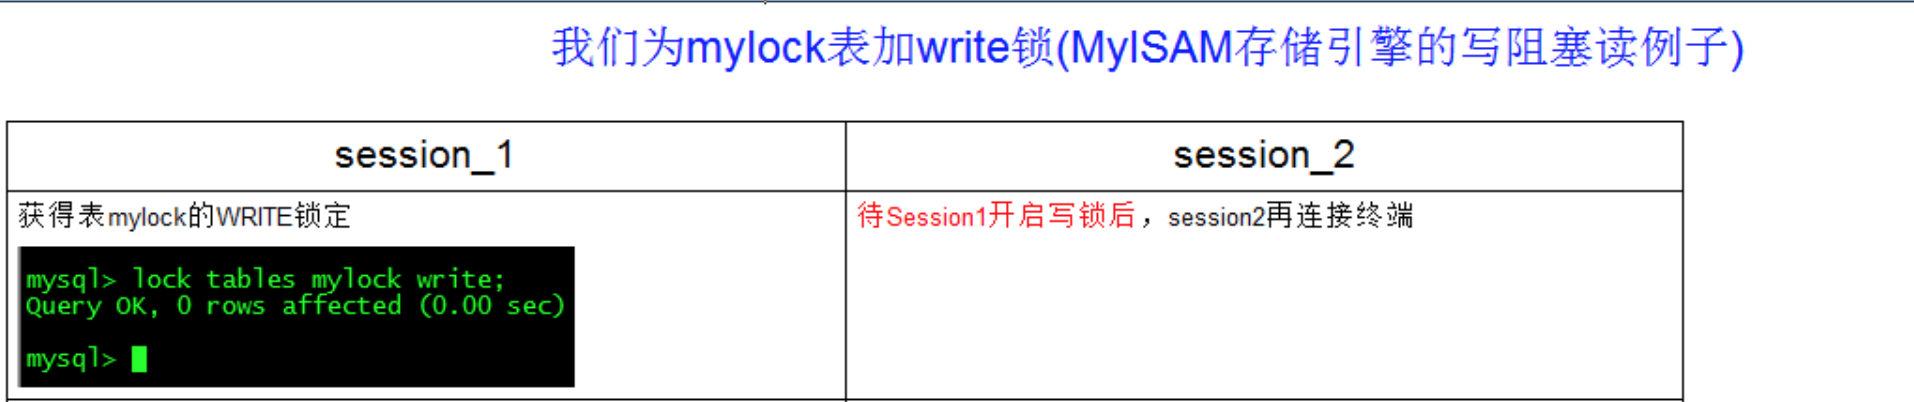 我们为mylock表加write锁(MyISAM存储引擎的写阻塞读例子)
session_1
session_2
获得表mylock的WRITE锁定
待Session1开启写锁后，session2再连接终端
mysql> lock tables mylock write;
Query OK, 0 rows affected (0.00 sec)
mysql>